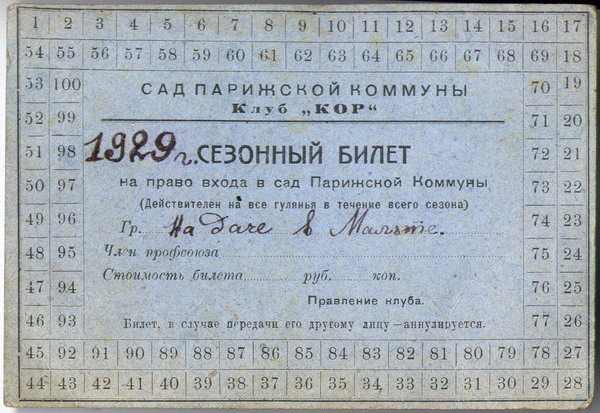 1 2 3 4 5 6 7 8 9 10 11 12 13 14 15 16 17
54 55 56 57 58 59 60 61 62 63 64 65 66 67 68 69 18
53 100 70 19
САД ПАРИЖСКОЙ КОММУНЫ
Клуб „КОР“
52 99 71 20
51 98 1929 г. СЕЗОННЫЙ БИЛЕТ 72 21
50 97 на право входа в сад Парижской Коммуны 73 22
(Действителен на все гулянья в течение всего сезона)
49 96 Гр. На даче в 74 23
48 95 Член профсоюза 75 24
Стоимость билета руб. коп.
47 94 76 25
Правление клуба.
46 93 Билет, в случае передачи его другому лицу—аннулируется. 77 26
45 92 91 90 89 88 87 86 85 84 83 82 81 80 79 78 27
44 43 42 41 40 39 38 37 36 35 34 33 32 31 30 29 28